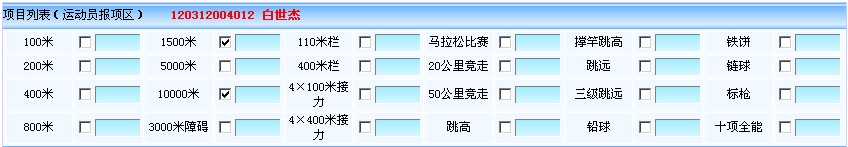 项目列表（运动员报项区） 120312004012 白世杰
100米 1500米 110米栏 马拉松比赛 撑竿跳高 铁饼
200米 5000米 400米栏 20公里竞走 跳远 链球
400米 10000米 4×100米接力 50公里竞走 三级跳远 标枪
800米 3000米障碍 4×400米接力 跳高 铅球 十项全能